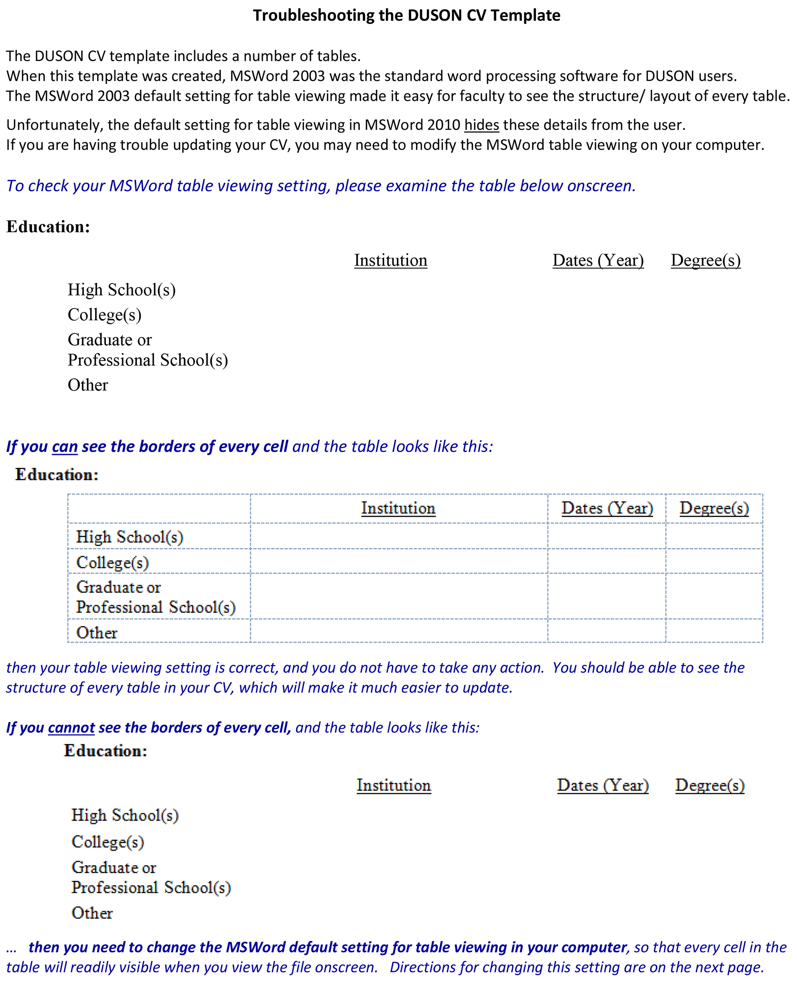 Troubleshooting the DUSON CV Template
The DUSON CV template includes a number of tables.
When this template was created, MSWord 2003 was the standard word processing software for DUSON users.
The MSWord 2003 default setting for table viewing made it easy for faculty to see the structure/ layout of every table.
Unfortunately, the default setting for table viewing in MSWord 2010 hides these details from the user.
If you are having trouble updating your CV, you may need to modify the MSWord table viewing on your computer.
To check your MSWord table viewing setting, please examine the table below onscreen.
Education:
Institution Dates (Year) Degree(s)
High School(s)
College(s)
Graduate or
Professional School(s)
Other
If you can see the borders of every cell and the table looks like this:
Education:
Institution Dates (Year) Degree(s)
High School(s)
College(s)
Graduate or
Professional School(s)
Other
then your table viewing setting is correct, and you do not have to take any action. You should be able to see the
structure of every table in your CV, which will make it much easier to update.
If you cannot see the borders of every cell, and the table looks like this:
Education:
Institution Dates (Year) Degree(s)
High School(s)
College(s)
Graduate or
Professional School(s)
Other
... then you need to change the MSWord default setting for table viewing in your computer, so that every cell in the
table will readily visible when you view the file onscreen. Directions for changing this setting are on the next page.